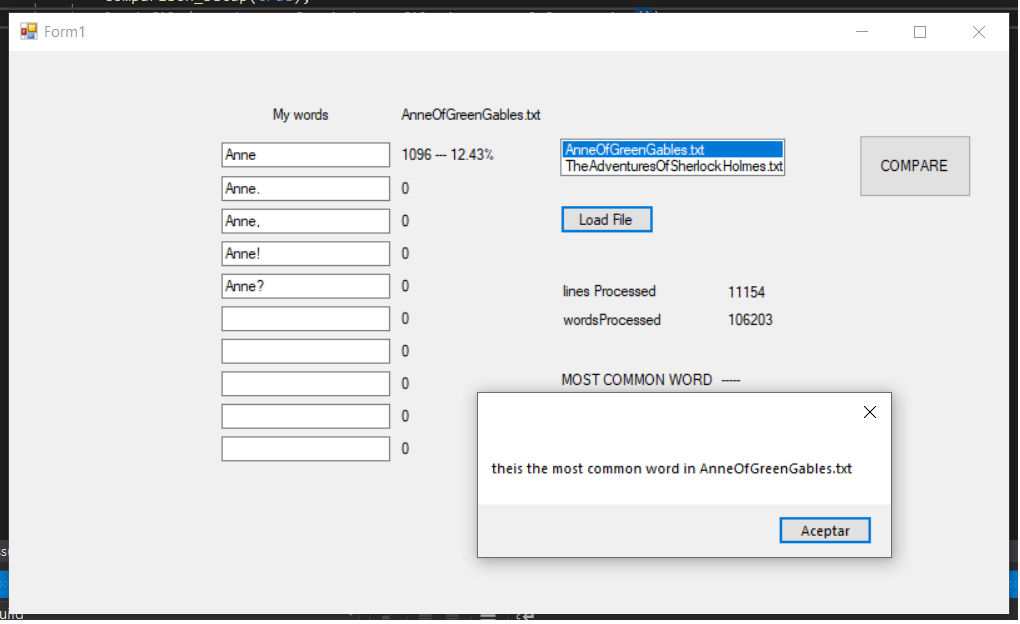 Form1
My words
AnneOfGreenGables.txt
Anne
1096 --- 12.43%
Anne.
0
Anne,
0
Anne!
0
Anne?
0
0
0
0
0
0
AnneOfGreenGables.txt
TheAdventuresOfSherlockHolmes.txt
COMPARE
Load File
lines Processed
11154
wordsProcessed
106203
MOST COMMON WORD -----
theis the most common word in AnneOfGreenGables.txt
Aceptar